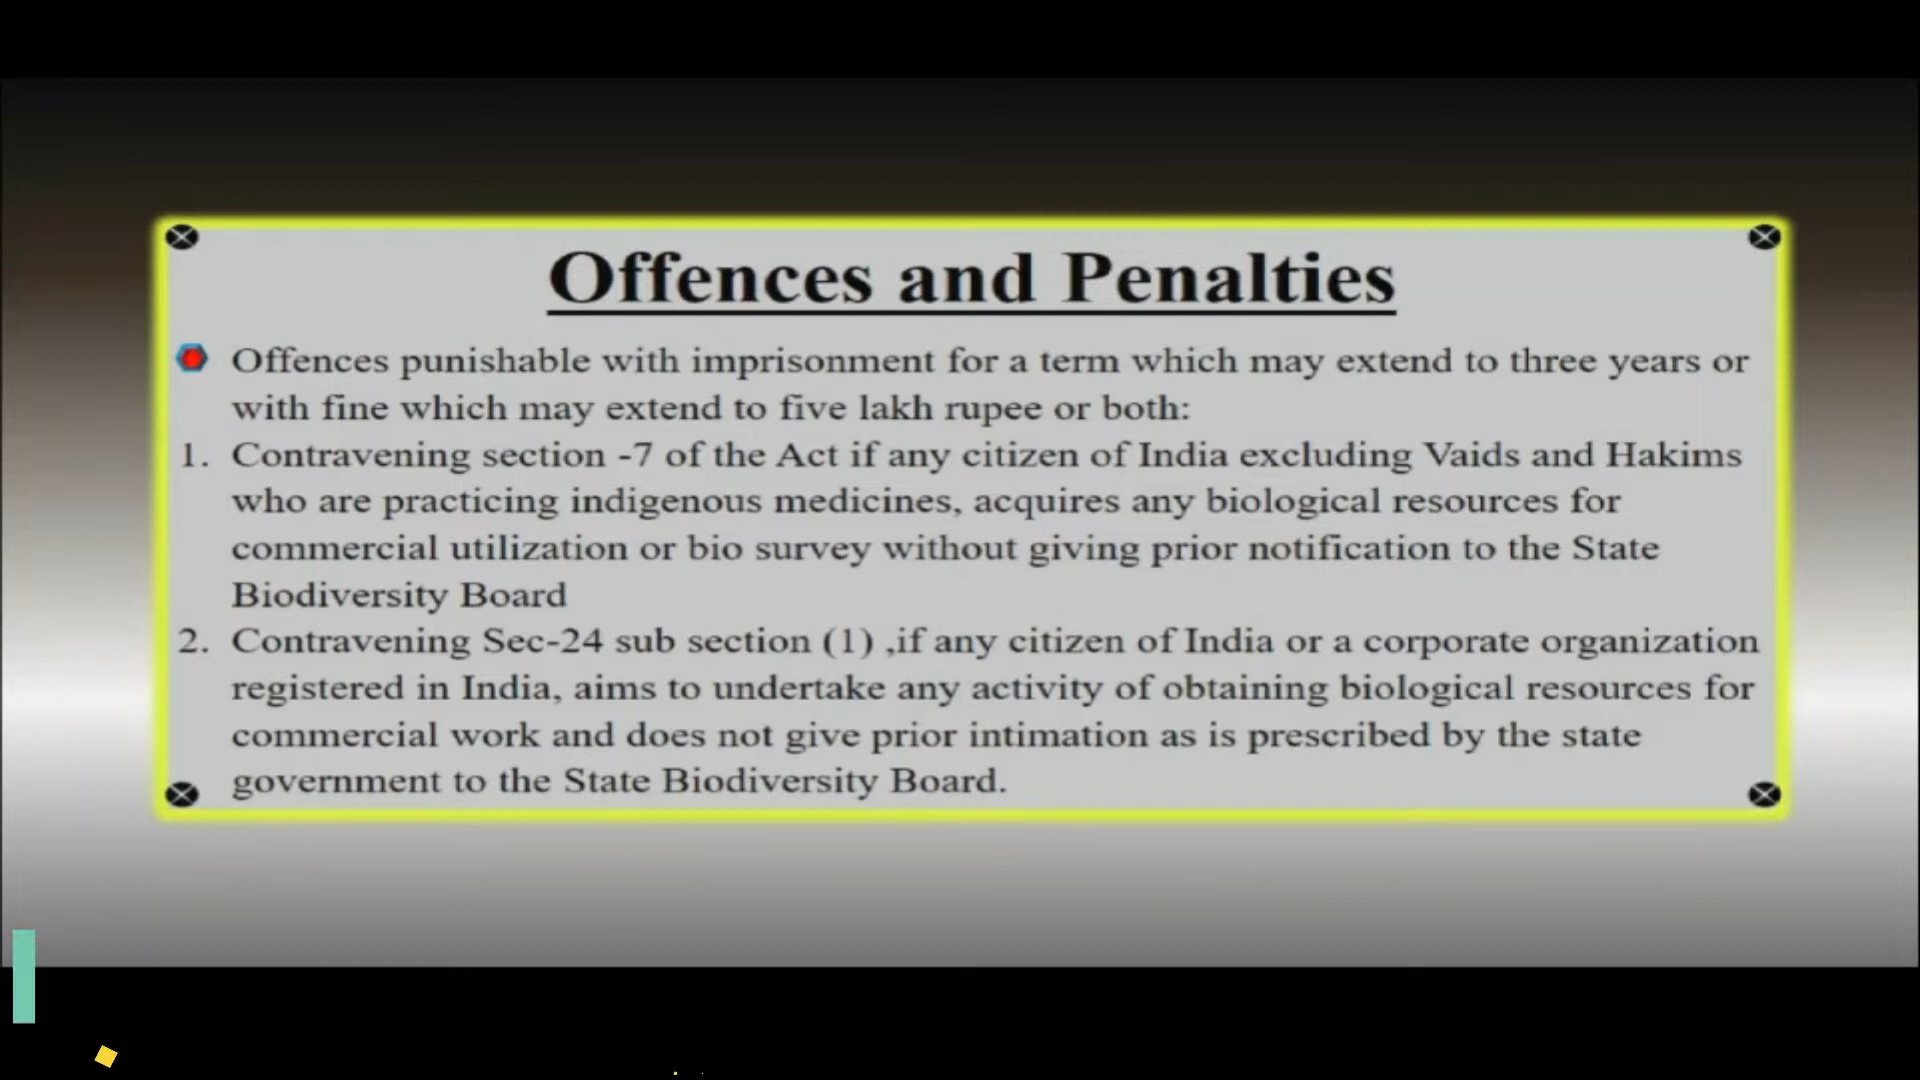 Offences and Penalties
Offences punishable with imprisonment for a term which may extend to three years or
with fine which may extend to five lakh rupee or both:
1. Contravening section -7 of the Act if any citizen of India excluding Vaids and Hakims
who are practicing indigenous medicines, acquires any biological resources for
commercial utilization or bio survey without giving prior notification to the State
Biodiversity Board
2. Contravening Sec-24 sub section (1) ,if any citizen of India or a corporate organization
registered in India, aims to undertake any activity of obtaining biological resources for
commercial work and does not give prior intimation as is prescribed by the state
government to the State Biodiversity Board.